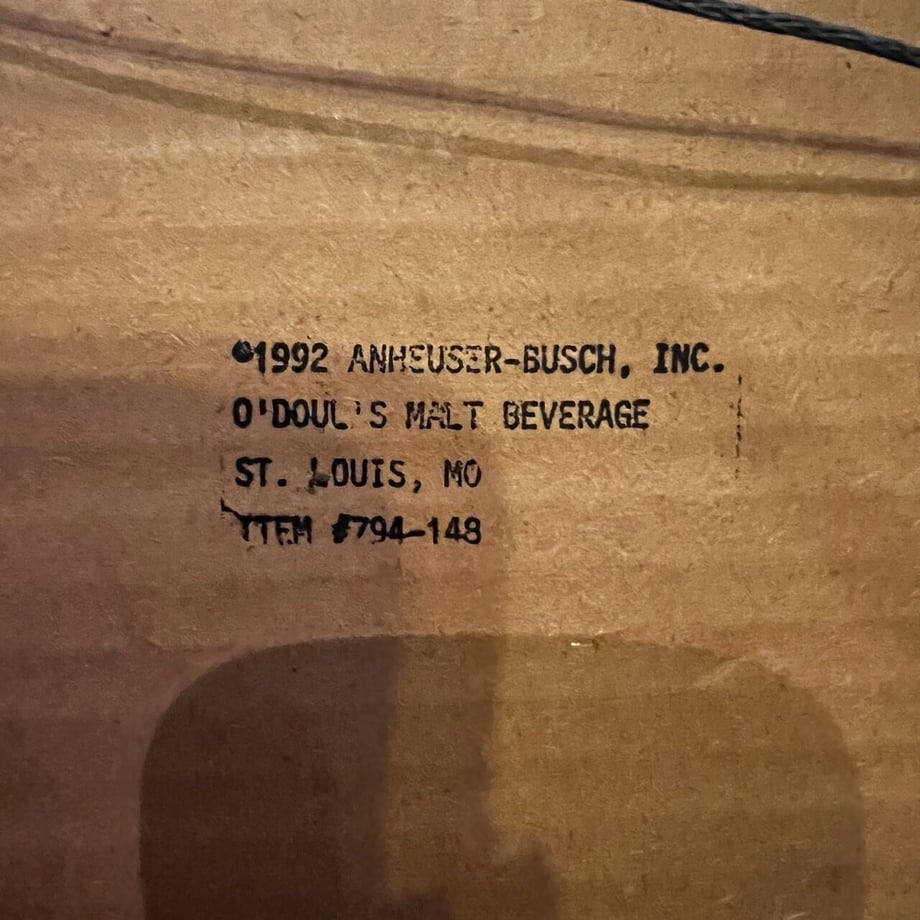 ©1992 ANHEUSER-BUSCH, INC.
O'DOUL'S MALT BEVERAGE
ST. LOUIS, MO
ITEM #794-148